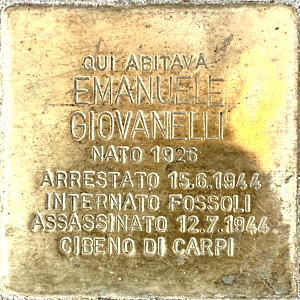 QUI ABITAVA
EMANUELE
GIOVANELLI
NATO 1926
ARRESTATO 15.6.1944
INTERNATO FOSSOLI
ASSASSINATO 12.7.1944
CIBENO DI CARPI